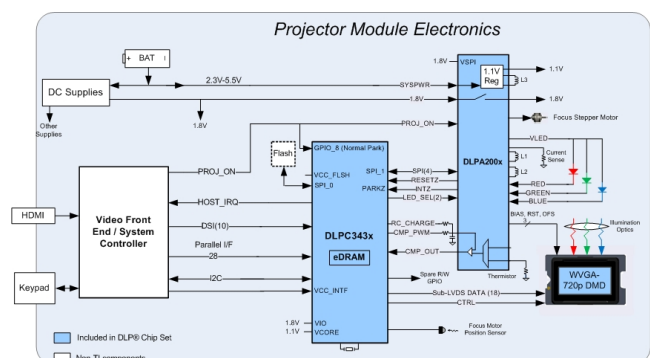 Projector Module Electronics
+ BAT I
2.3V-5.5V
DC Supplies
SYSPWR
1.8V
VSPI
1.1V
Reg
1.1V
L3
1.8V
1.8V
1.8V
Other
Supplies
PROJ_ON
Focus Stepper Motor
DLPA200x
VLED
Current
Sense
L1
L2
Flash
GPIO_8 (Normal Park)
VCC_FLSH
SPI_0
SPI_1
SPI(4)
RESETZ
PARKZ
INTZ
LED_SEL(2)
RED
GREEN
BLUE
PROJ_ON
HOST_IRQ
DSI(10)
Parallel I/F
28
I2C
HDMI
Keypad
Video Front
End / System
Controller
DLPC343x
eDRAM
RC_CHARGE
CMP_PWM
CMP_OUT
BIAS, RST, OFS
3
Illumination
Optics
Thermistor
Spare R/W
GPIO
WVGA-
720p DMD
VCC_INTF
Sub-LVDS DATA (18)
CTRL
1.8V
VIO
1.1V
VCORE
Focus Motor
Position Sensor
Included in DLP® Chip Set
Non-TI components